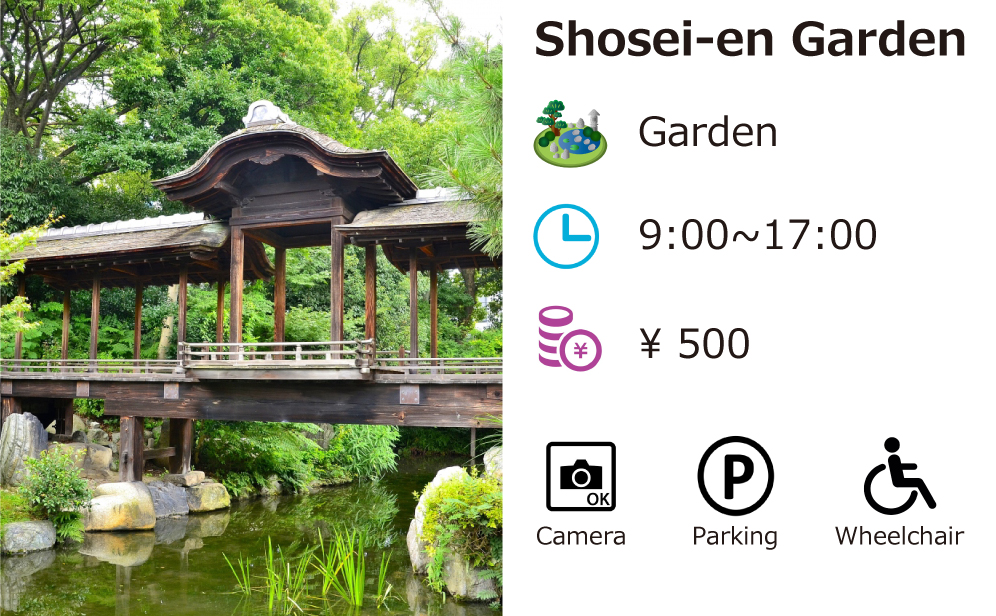 Shosei-en Garden
Garden
9:00~17:00
¥
¥ 500
OK
P
Camera
Parking
Wheelchair